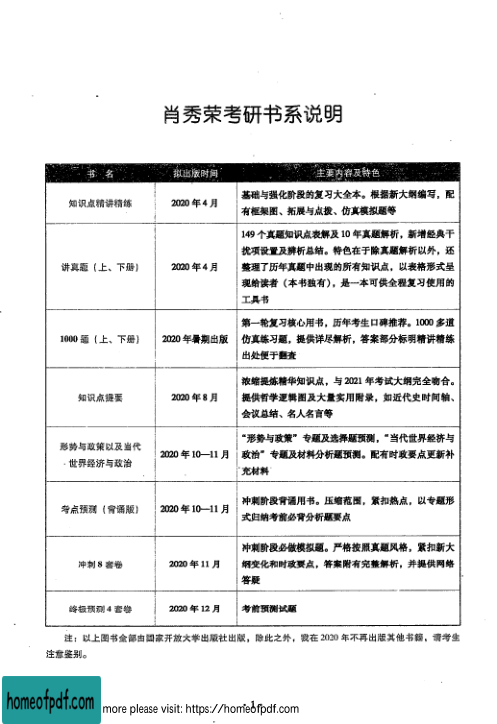 肖秀荣考研书系说明
书 名 拟出版时间 主要内容及特色
知识点精讲精练 2020 年 4 月
基础与强化阶段的复习大全本。根据新大纲编写，配
有框架图、拓展与点拨、仿真模拟题等
讲真题（上、下册） 2020 年 4 月
149 个真题知识点表解及 10 年真题解析，新增经典干
扰项设置及辨析总结。特色在于除真题解析以外，还
整理了历年真题中出现的所有知识点，以表格形式呈
现给读者（本书独有），是一本可供全程复习使用的
工具书
1000 题（上、下册） 2020 年暑期出版
第一轮复习核心用书，历年考生口碑推荐。1000 多道
仿真练习题，提供详尽解析，答案部分标明精讲精练
出处便于翻查
知识点提要 2020 年 8 月
浓缩提炼精华知识点，与 2021 年考试大纲完全吻合。
提供哲学逻辑图及大量实用附录，如近代史时间轴、
会议总结、名人名言等
形势与政策以及当代
世界经济与政治
2020 年 10—11 月
“形势与政策”专题及选择题预测，“当代世界经济与
政治”专题及材料分析题预测。配有时政要点更新补
充材料
考点预测（背诵版） 2020 年 10—11 月
冲刺阶段背诵用书。压缩范围，紧扣热点，以专题形
式归纳考前必背分析题要点
冲刺 8 套卷 2020 年 11 月
冲刺阶段必做模拟题。严格按照真题风格，紧扣新大
纲变化和时政要点，答案附有完整解析，并提供网络
答疑
终极预测 4 套卷 2020 年 12 月 考前预测试题
注：以上图书全部由国家开放大学出版社出版，除此之外，我在 2020 年不再出版其他书籍，请考生
注意鉴别。
homeofpdf.com
more please visit: https://homeofpdf.com